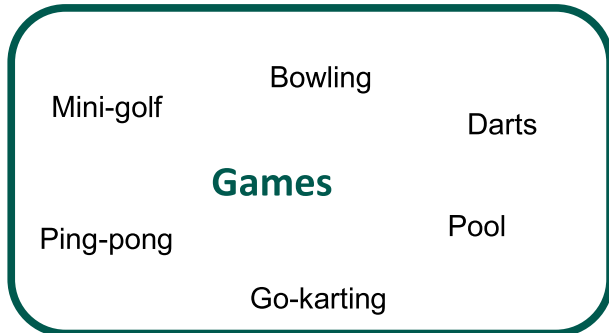 Bowling
Mini-golf
Darts
Games
Pool
Ping-pong
Go-karting